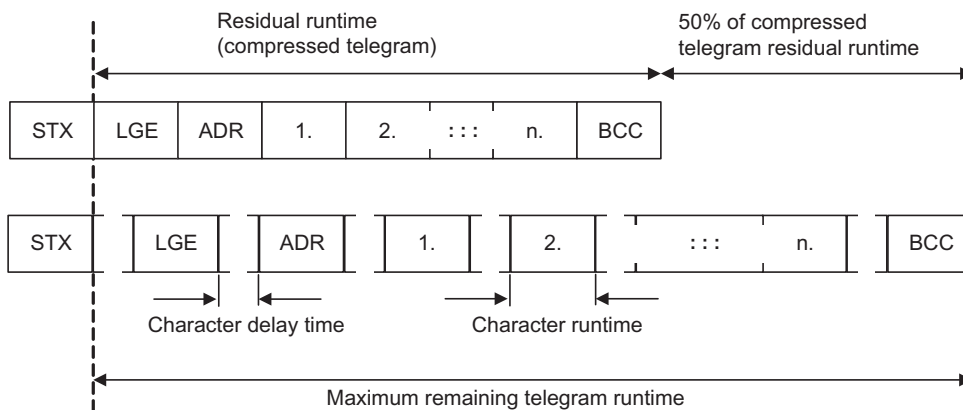 Residual runtime
(compressed telegram)
50% of compressed
telegram residual runtime
STX LGE ADR 1. 2. ::: n. BCC
STX LGE ADR 1. 2. ::: n. BCC
Character delay time
Character runtime
Maximum remaining telegram runtime